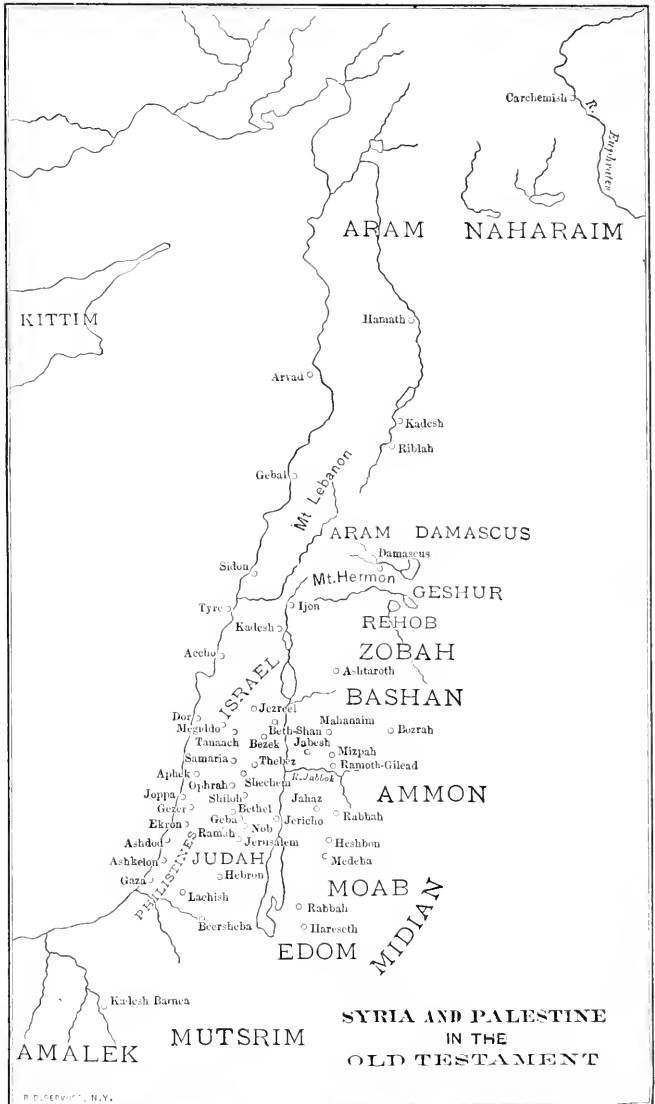 Carchemish
R. Euphrates
ARAM NAHARAIM
KITTIM
Hamath
Arvad
Kadesh
Riblah
Gebal
Mt Lebanon
ARAM DAMASCUS
Damascus
Sidon
Mt. Hermon
GESHUR
Tyre
Ijon
REHOB
Kadesh
ZOBAH
Accho
Ashtaroth
ISRAEL
BASHAN
Jezreel
Dor
Mahanaim
Megiddo
Beth-Shan
Bozrah
Tanaach
Bezek
Jabesh
Mizpah
Samaria
Thebez
Ramoth-Gilead
Aphek
Shechem
R. Jabbok
Ophrah
AMMON
Joppa
Shiloh
Jahaz
Gezer
Bethel
Rabbah
Geba
Jericho
Ekron
Nob
Ramah
Ashdod
Jerusalem
Heshbon
Ashkelon
JUDAH
Medeba
Gaza
Hebron
PHILISTINES
MOAB
Lachish
MIDIAN
Rabbah
Beersheba
Hareseth
EDOM
Kadesh Barnea
SYRIA AND PALESTINE
IN THE
OLD TESTAMENT
MUTSRIM
AMALEK
N.Y.